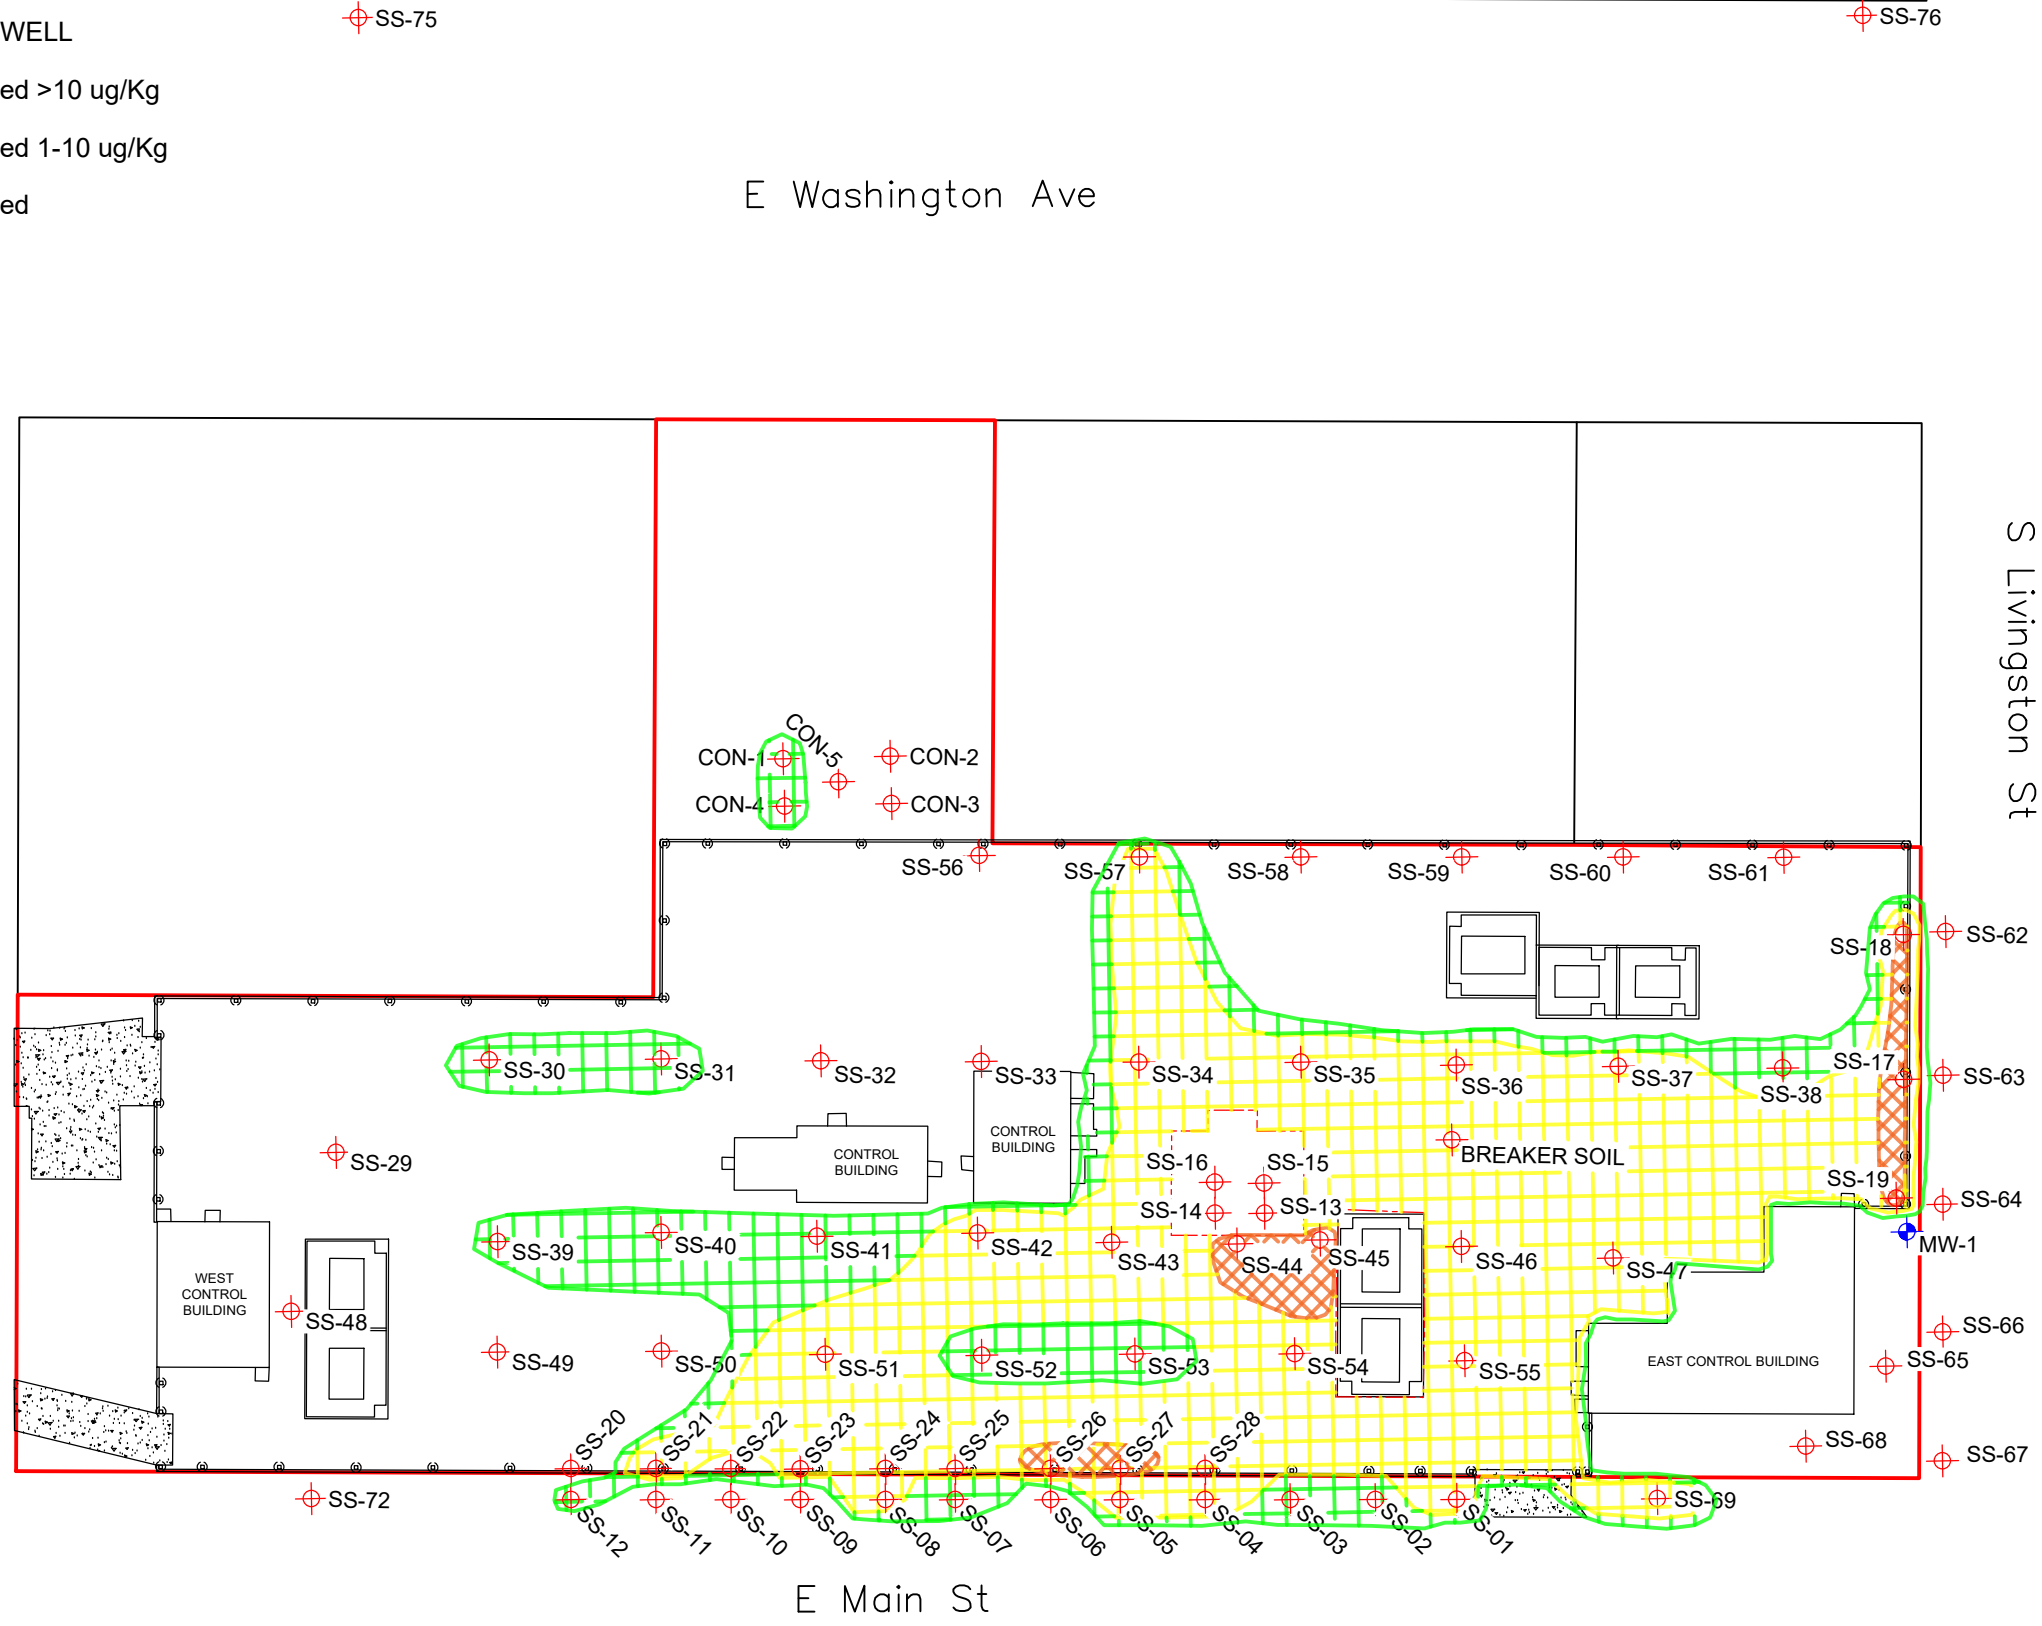 SS-75
SS-76
WELL
ed >10 ug/Kg
ed 1-10 ug/Kg
ed
E Washington Ave
S Livingston St
CON-1
CON-5
CON-2
CON-4
CON-3
SS-56
SS-57
SS-58
SS-59
SS-60
SS-61
SS-18
SS-62
SS-30
SS-31
SS-32
SS-33
SS-34
SS-35
SS-36
SS-37
SS-38
SS-17
SS-63
CONTROL
BUILDING
CONTROL
BUILDING
BREAKER SOIL
SS-29
SS-16
SS-15
SS-14
SS-13
SS-19
SS-64
MW-1
SS-39
SS-40
SS-41
SS-42
SS-43
SS-44
SS-45
SS-46
SS-47
WEST
CONTROL
BUILDING
SS-48
SS-49
SS-50
SS-51
SS-52
SS-53
SS-54
SS-55
EAST CONTROL BUILDING
SS-66
SS-65
SS-68
SS-67
SS-20
SS-21
SS-22
SS-23
SS-24
SS-25
SS-26
SS-27
SS-28
SS-72
SS-12
SS-11
SS-10
SS-09
SS-08
SS-07
SS-06
SS-05
SS-04
SS-03
SS-02
SS-01
SS-69
E Main St